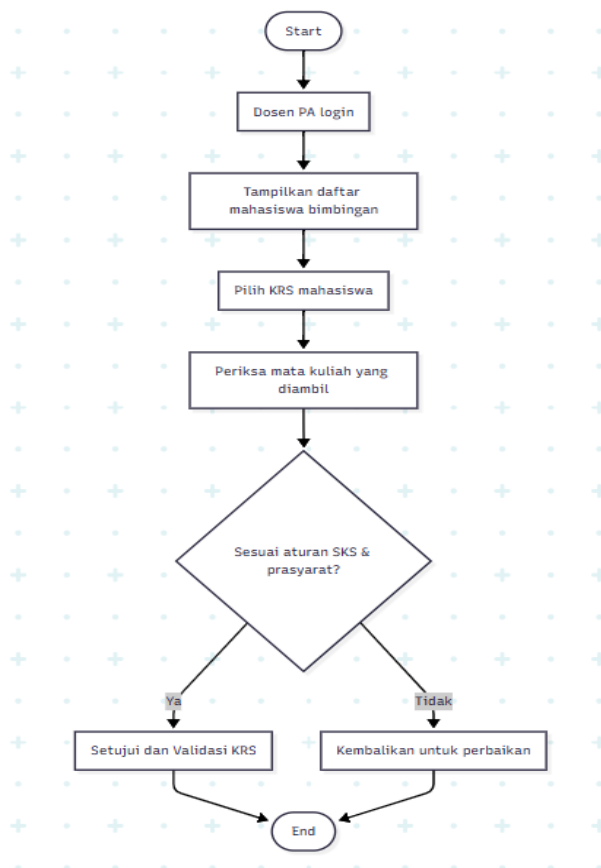 Start
Dosen PA login
Tampilkan daftar
mahasiswa bimbingan
Pilih KRS mahasiswa
Periksa mata kuliah yang
diambil
Sesuai aturan SKS &
prasyarat?
Ya
Tidak
Setujui dan Validasi KRS
Kembalikan untuk perbaikan
End